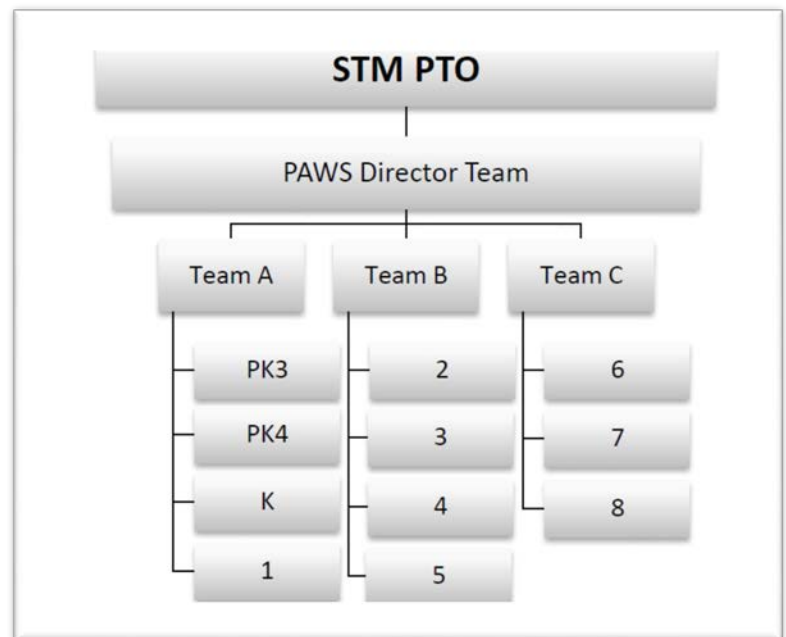 STM PTO
PAWS Director Team
Team A
Team B
Team C
PK3
PK4
K
1
2
3
4
5
6
7
8